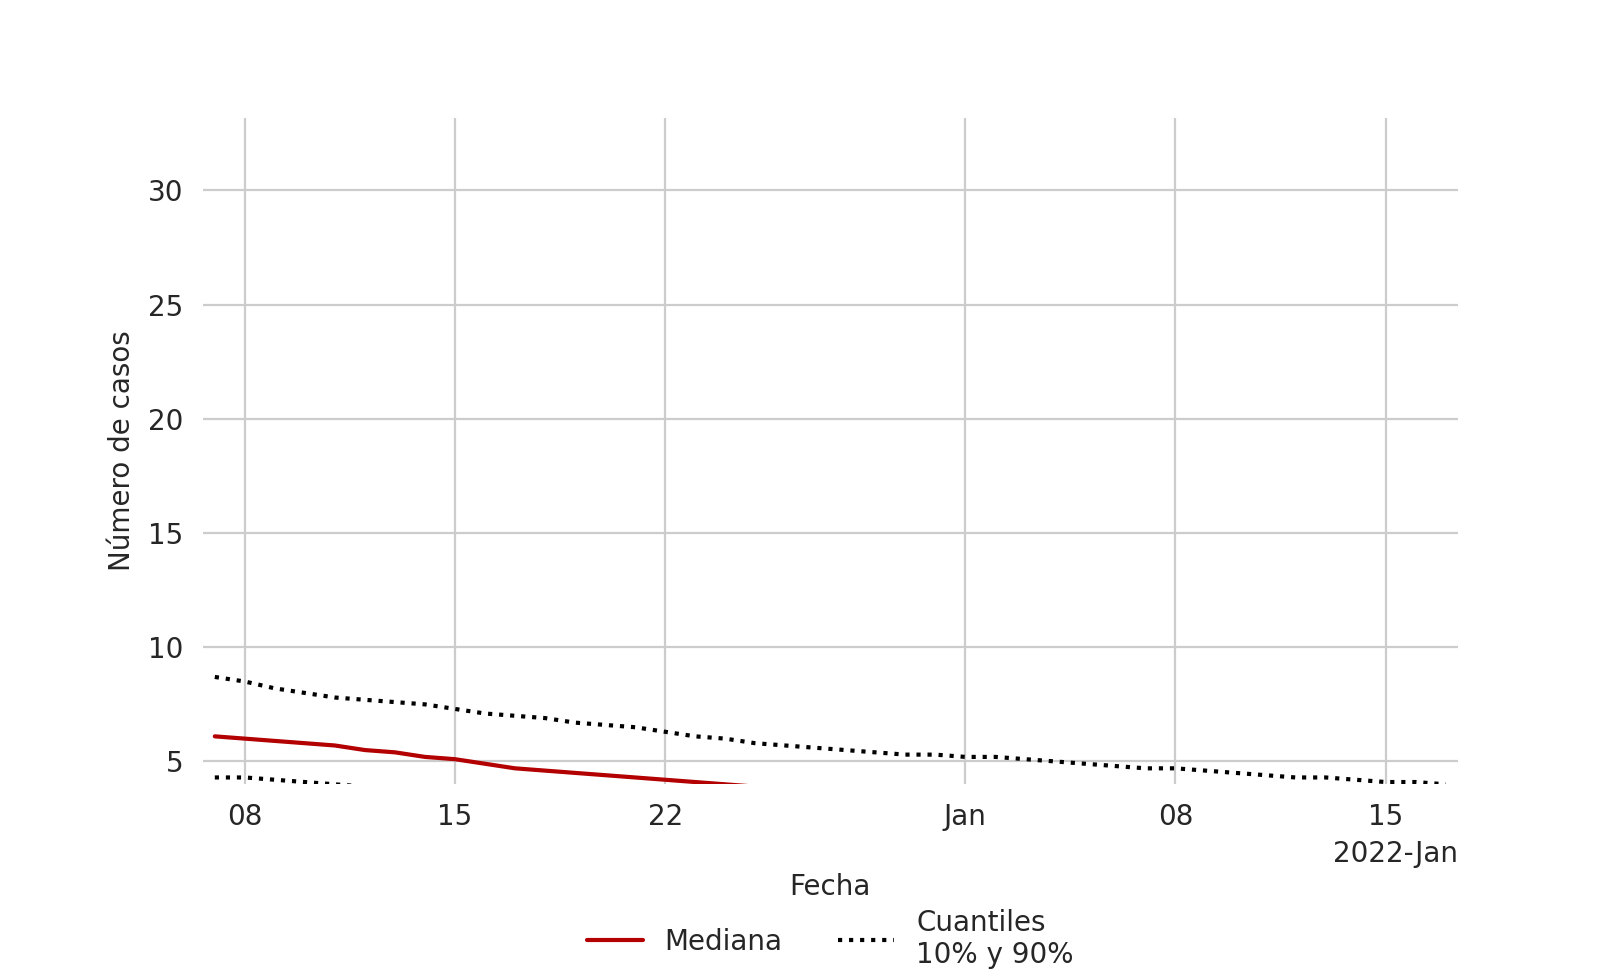 30
25
20
15
10
5
Número de casos
08
15
22
Jan
08
15
2022-Jan
Fecha
Mediana
Cuantiles
10% y 90%